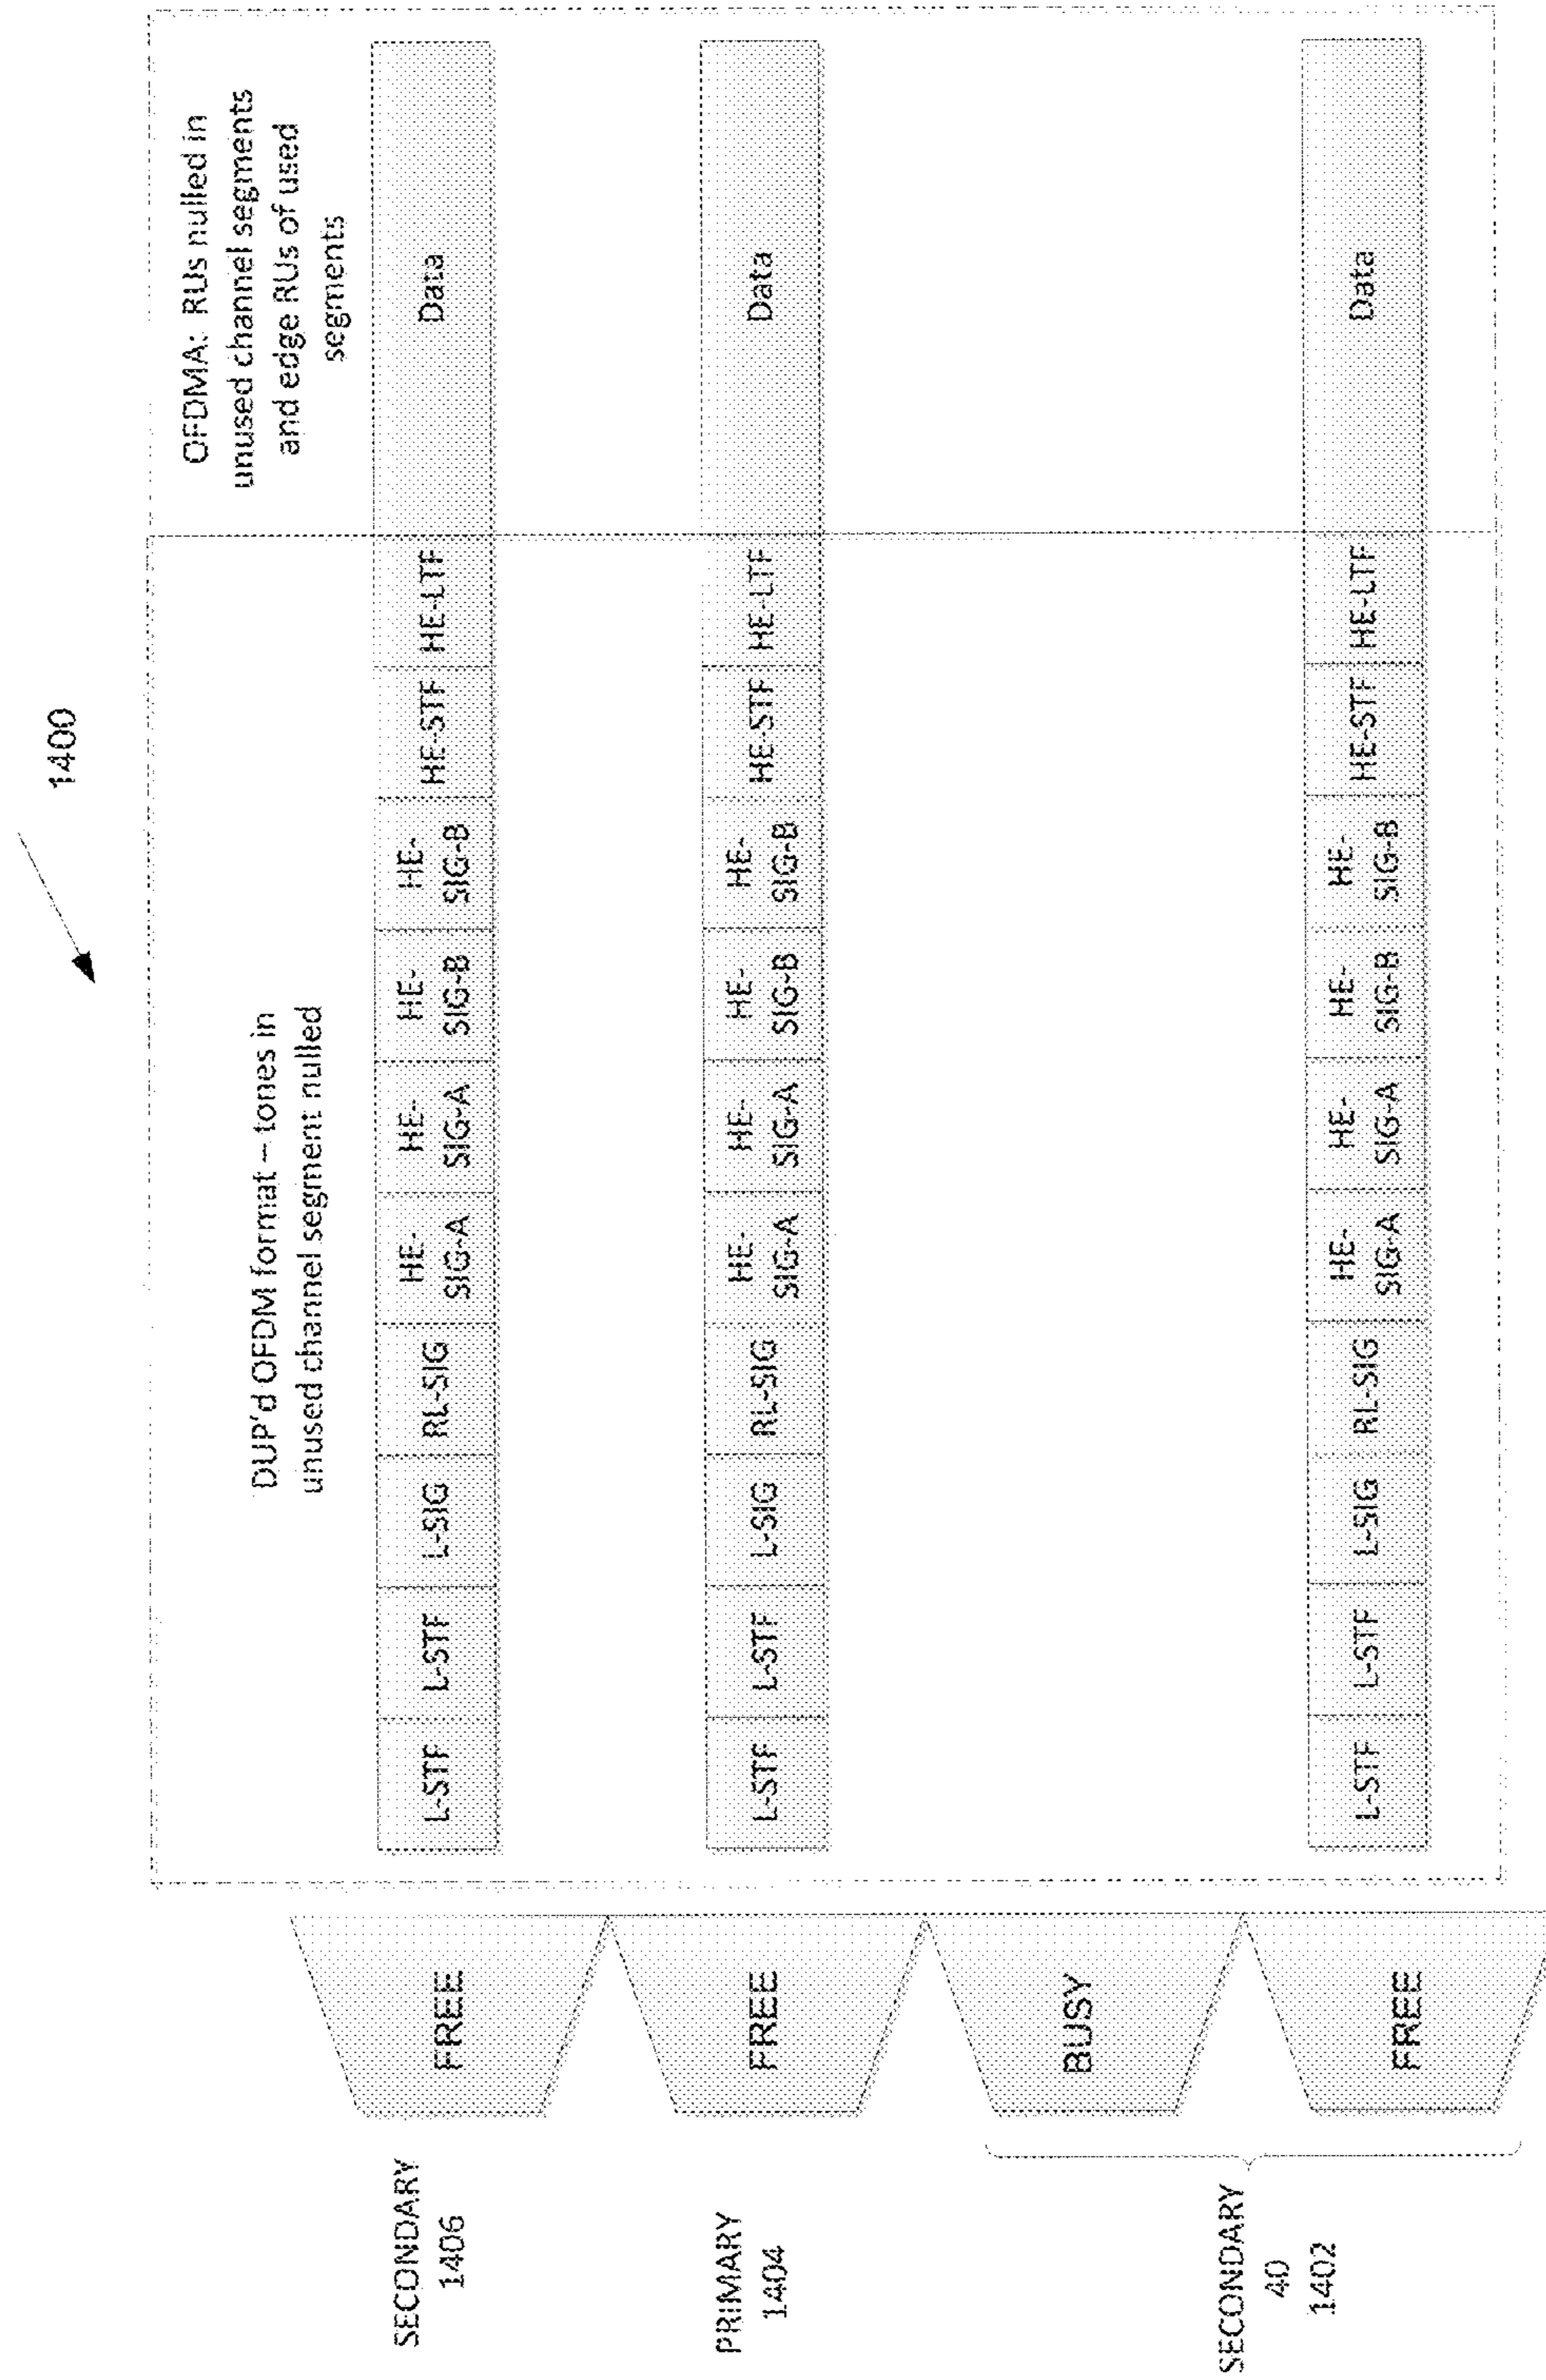 1400
DUP'd OFDM format – tones in
unused channel segment nulled
OFDMA: RUs nulled in
unused channel segments
and edge RUs of used
segments
SECONDARY
1406
FREE
L-STF
L-STF
L-SIG
RL-SIG
HE-
SIG-A
HE-
SIG-A
HE-
SIG-B
HE-
SIG-B
HE-STF
HE-LTF
Data
PRIMARY
1404
FREE
L-STF
L-STF
L-SIG
RL-SIG
HE-
SIG-A
HE-
SIG-A
HE-
SIG-B
HE-
SIG-B
HE-STF
HE-LTF
Data
SECONDARY
40
1402
BUSY
FREE
L-STF
L-STF
L-SIG
RL-SIG
HE-
SIG-A
HE-
SIG-A
HE-
SIG-B
HE-
SIG-B
HE-STF
HE-LTF
Data